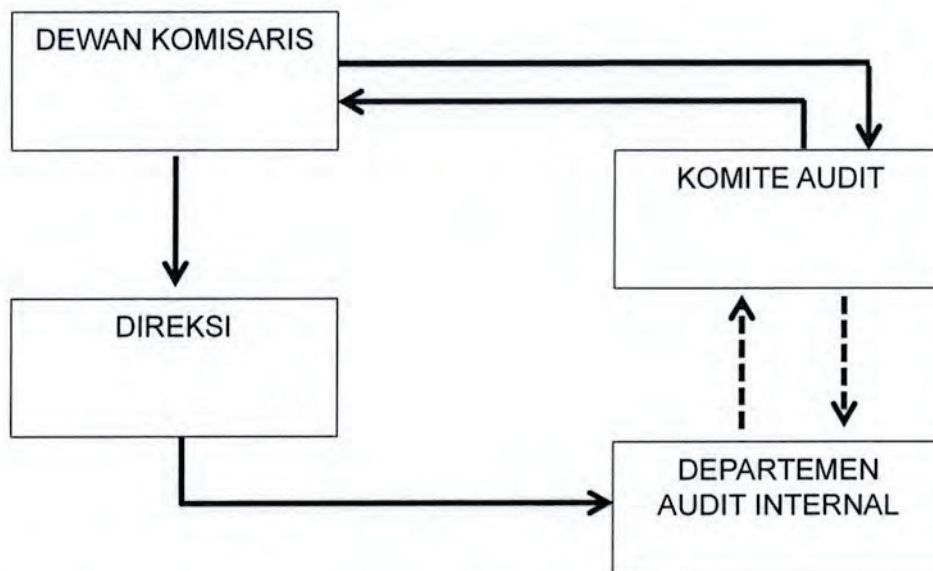 DEWAN KOMISARIS
KOMITE AUDIT
DIREKSI
DEPARTEMEN
AUDIT INTERNAL